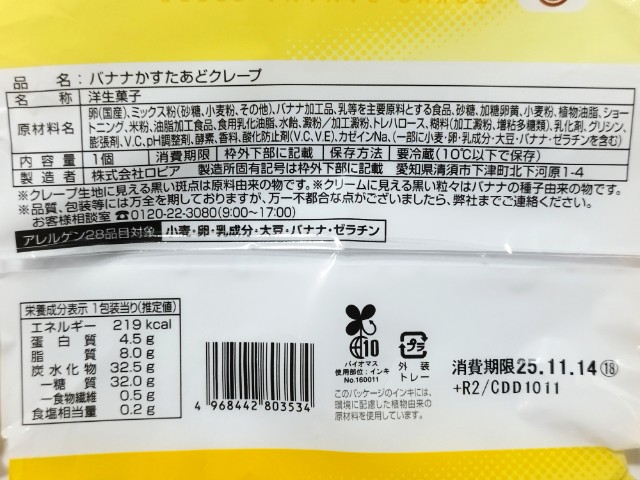 品 名：バナナかすたあどクレープ
名 称 洋生菓子
原材料名 卵(国産)、ミックス粉(砂糖、小麦粉、その他)、バナナ加工品、乳等を主要原料とする食品、砂糖、加糖卵黄、小麦粉、植物油脂、ショー
トニング、米粉、油脂加工食品、食用乳化油脂、水飴、澱粉／加工澱粉、トレハロース、糊料(加工澱粉、増粘多糖類)、乳化剤、グリシン、
膨張剤、V.C、pH調整剤、酵素、香料、酸化防止剤(V.C、V.E)、カゼインNa、(一部に小麦・卵・乳成分・大豆・バナナ・ゼラチンを含む)
内 容 量 1個 消費期限 枠外下部に記載 保存方法 要冷蔵(10℃以下で保存)
製 造 者 株式会社ロピア 製造所固有記号は枠外下部に記載 愛知県清須市下津町北下河原1-4
※クレープ生地に見える黒い斑点は原料由来の物です。※クリームに見える黒い粒々はバナナの種子由来の物です。
※品質、包装等には万全を期しておりますが、万一不都合な点がございましたら、弊社までご連絡ください。
お客様相談室 ☎0120-22-3080(9:00～17:00)
アレルゲン28品目対象 小麦・卵・乳成分・大豆・バナナ・ゼラチン
栄養成分表示 1包装当り(推定値)
エネルギー 219kcal
蛋白質 4.5g
脂質 8.0g
炭水化物 32.5g
－糖質 32.0g
－食物繊維 0.5g
食塩相当量 0.2g
4 968442 803534
10
バイオマス
使用部位：インキ
No.160011
プラ
外 装
トレー
このパッケージのインキには、
環境に配慮した植物由来の
原材料を使用しています。
消費期限25.11.14⑱
+R2/CDD1011